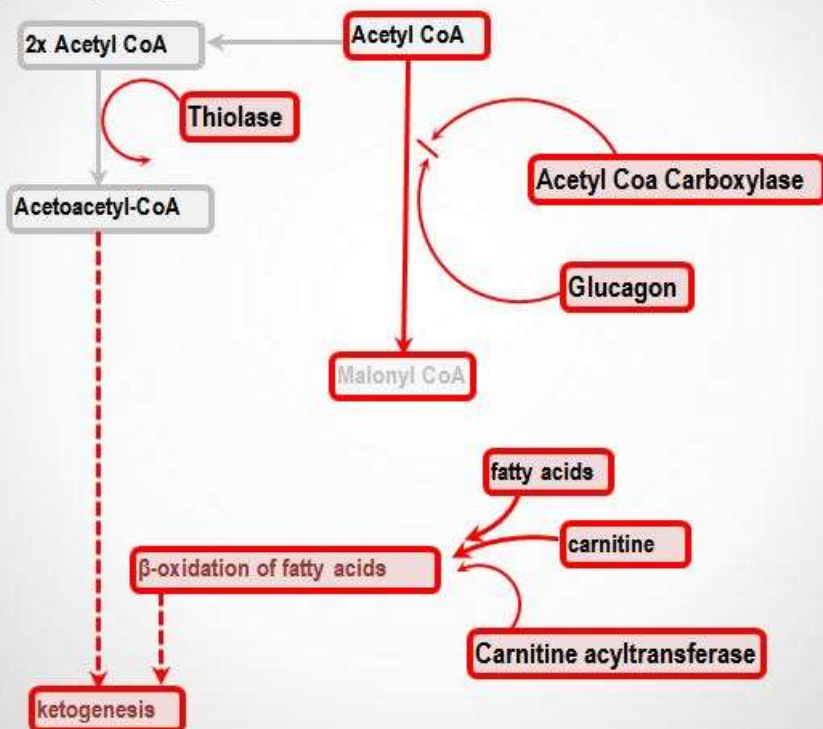 2x Acetyl CoA
Acetyl CoA
Thiolase
Acetyl Coa Carboxylase
Acetoacetyl-CoA
Glucagon
Malonyl CoA
fatty acids
carnitine
β-oxidation of fatty acids
Carnitine acyltransferase
ketogenesis